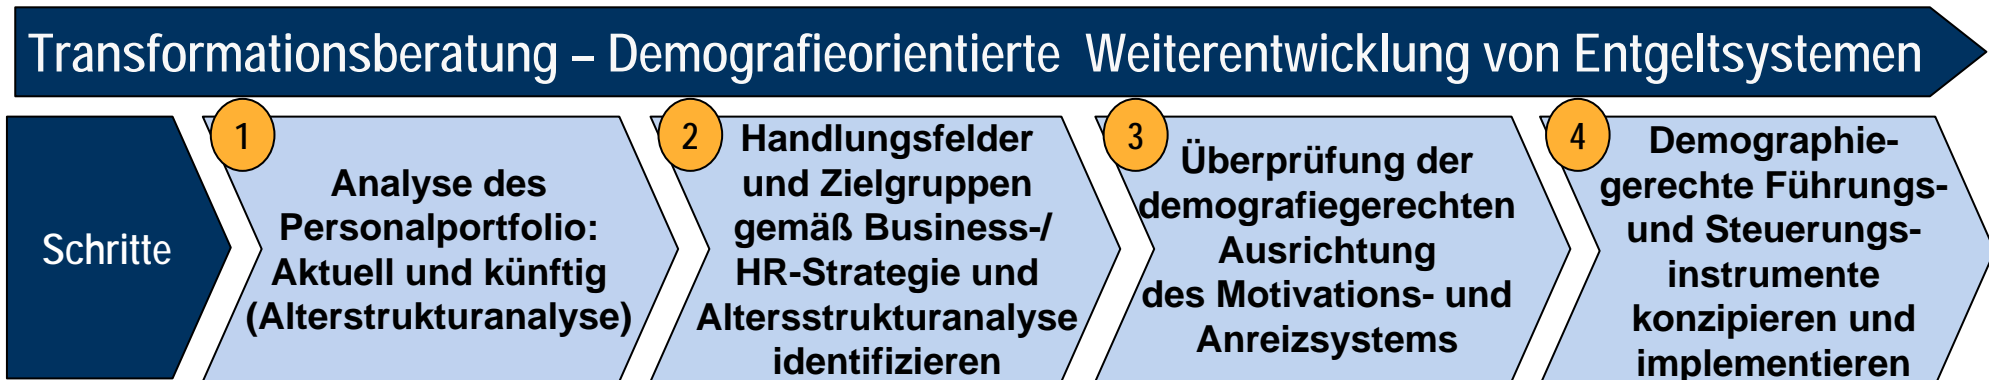 Transformationsberatung – Demografieorientierte Weiterentwicklung von Entgeltsystemen
Schritte
1
Analyse des
Personalportfolio:
Aktuell und künftig
(Alterstrukturanalyse)
2
Handlungsfelder
und Zielgruppen
gemäß Business-/
HR-Strategie und
Altersstrukturanalyse
identifizieren
3
Überprüfung der
demografiegerechten
Ausrichtung
des Motivations- und
Anreizsystems
4
Demographie-
gerechte Führungs-
und Steuerungs-
instrumente
konzipieren und
implementieren